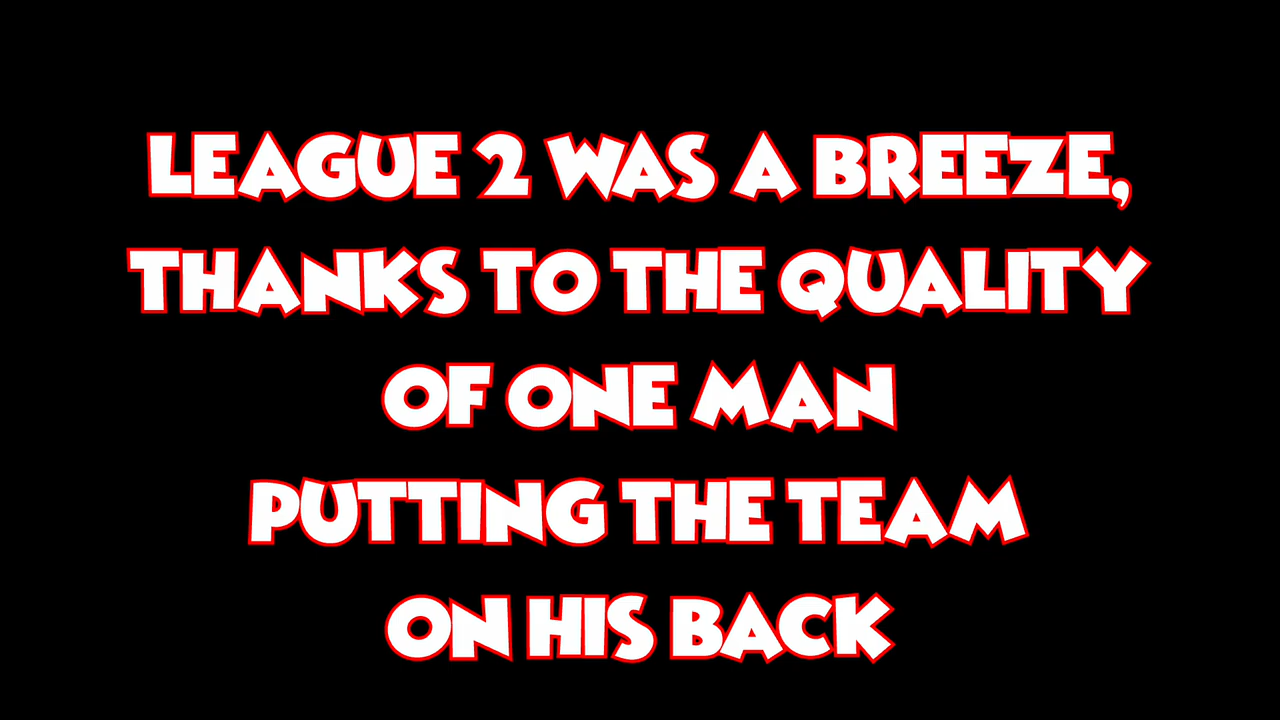 LEAGUE 2 WAS A BREEZE,
THANKS TO THE QUALITY
OF ONE MAN
PUTTING THE TEAM
ON HIS BACK